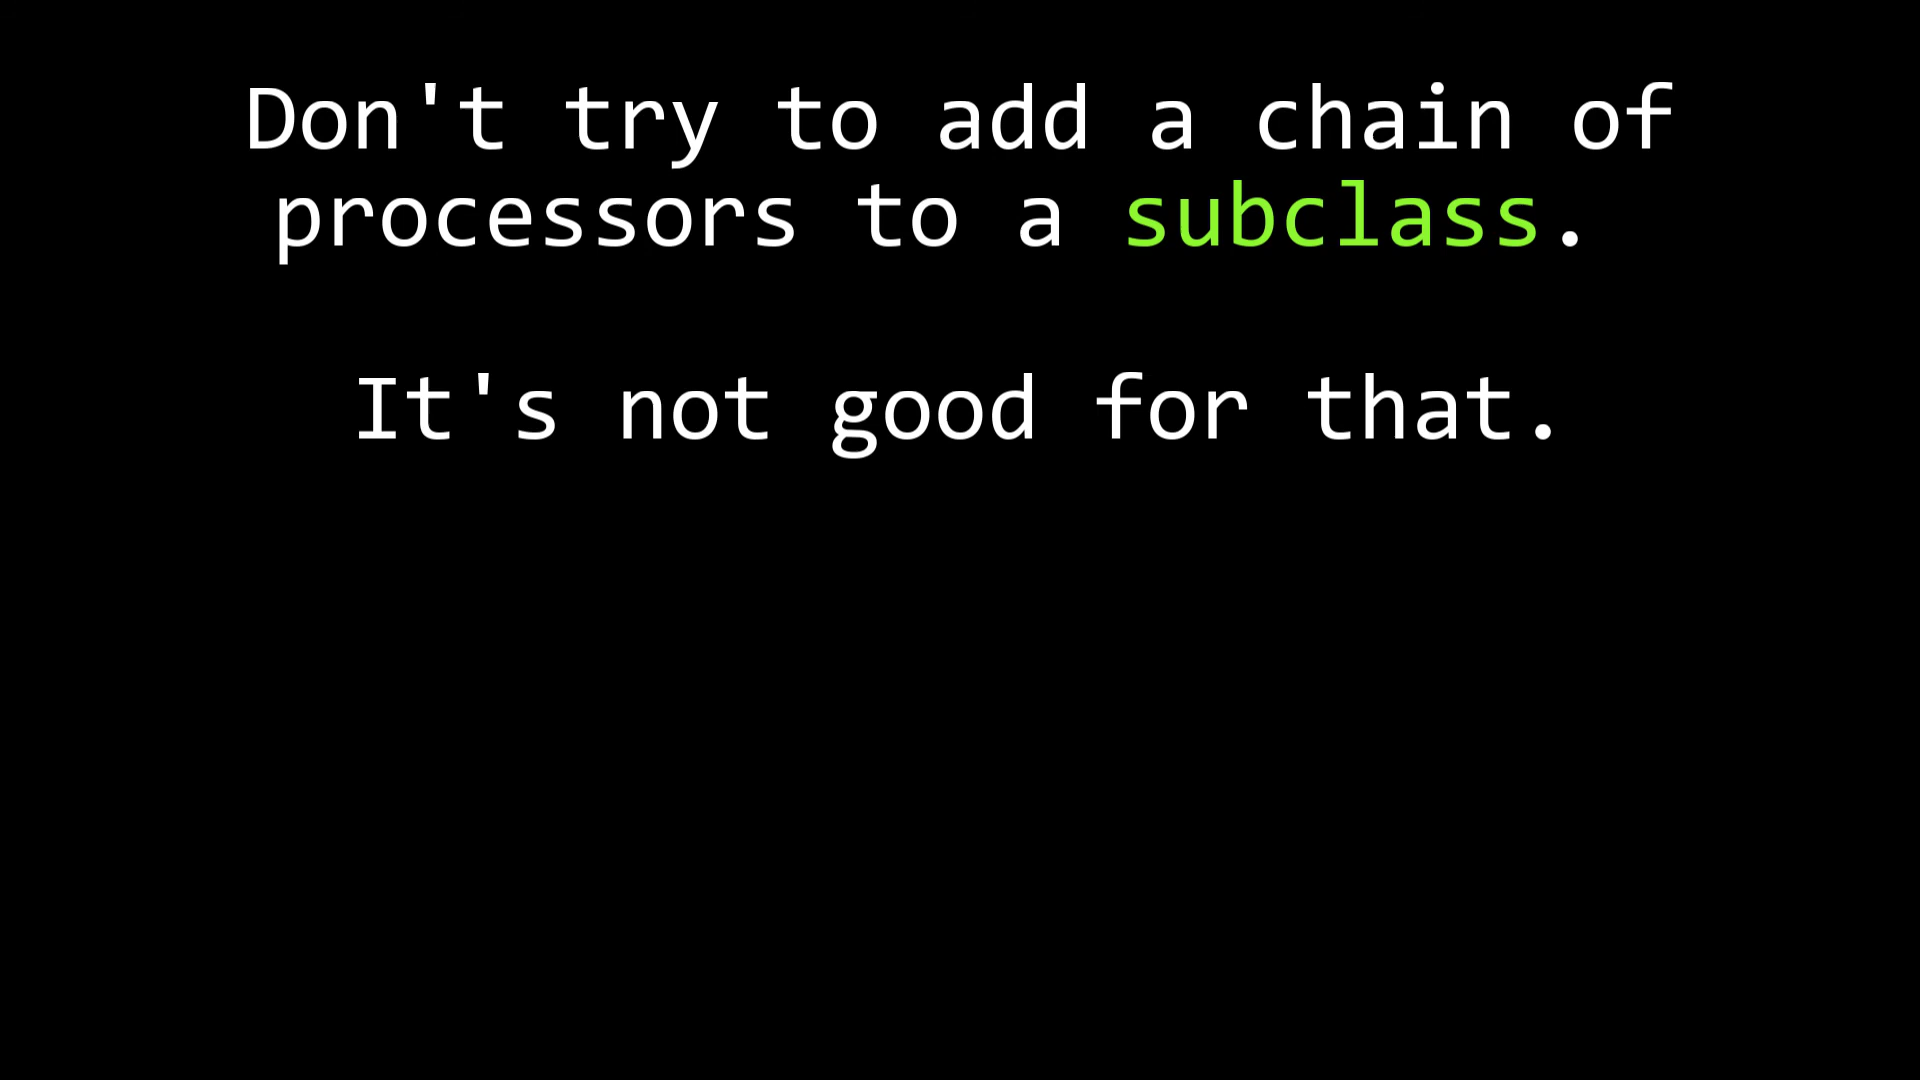 Don't try to add a chain of
processors to a subclass.
It's not good for that.